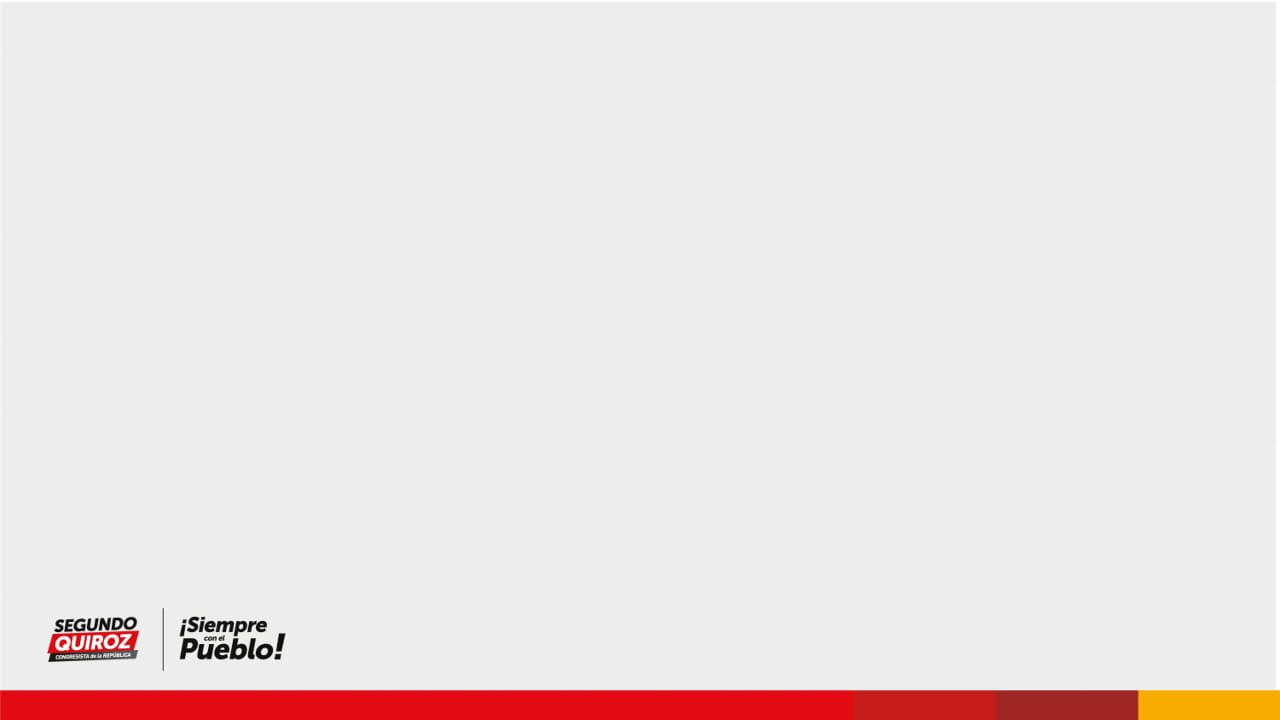 SEGUNDO
QUIROZ
CONGRESISTA de la REPÚBLICA
¡Siempre
con el
Pueblo!